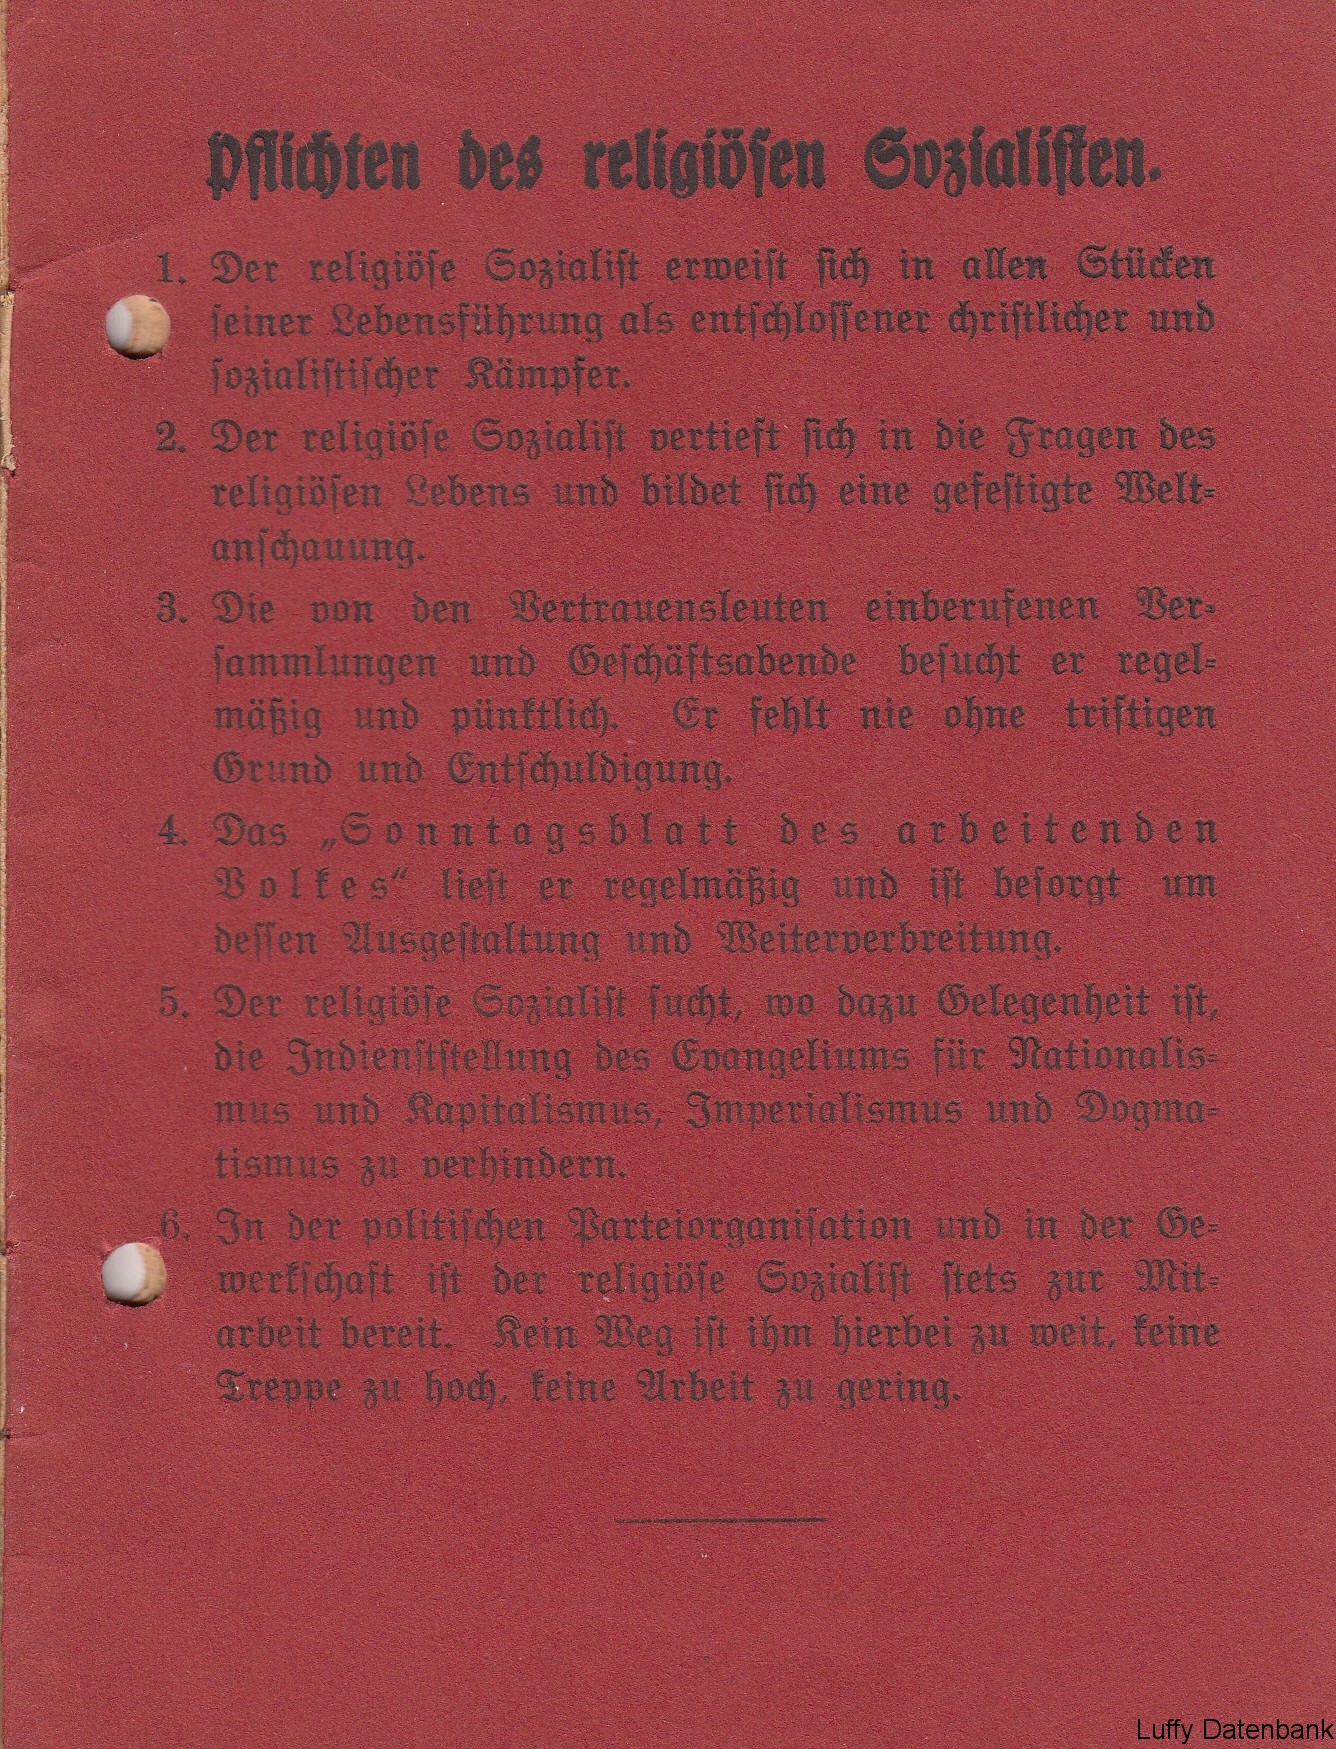 Pflichten des religiösen Sozialisten.
1. Der religiöse Sozialist erweist sich in allen Stücken
seiner Lebensführung als entschlossener christlicher und
sozialistischer Kämpfer.
2. Der religiöse Sozialist vertieft sich in die Fragen des
religiösen Lebens und bildet sich eine gefestigte Welt-
anschauung.
3. Die von den Vertrauensleuten einberufenen Ver-
sammlungen und Geschäftsabende besucht er regel-
mäßig und pünktlich. Er fehlt nie ohne triftigen
Grund und Entschuldigung.
4. Das „Sonntagsblatt des arbeitenden
Volkes“ liest er regelmäßig und ist besorgt um
dessen Ausgestaltung und Weiterverbreitung.
5. Der religiöse Sozialist sucht, wo dazu Gelegenheit ist,
die Indienststellung des Evangeliums für Nationalis-
mus und Kapitalismus, Imperialismus und Dogma-
tismus zu verhindern.
6. In der politischen Parteiorganisation und in der Ge-
werkschaft ist der religiöse Sozialist stets zur Mit-
arbeit bereit. Kein Weg ist ihm hierbei zu weit, keine
Treppe zu hoch, keine Arbeit zu gering.
Luffy Datenbank